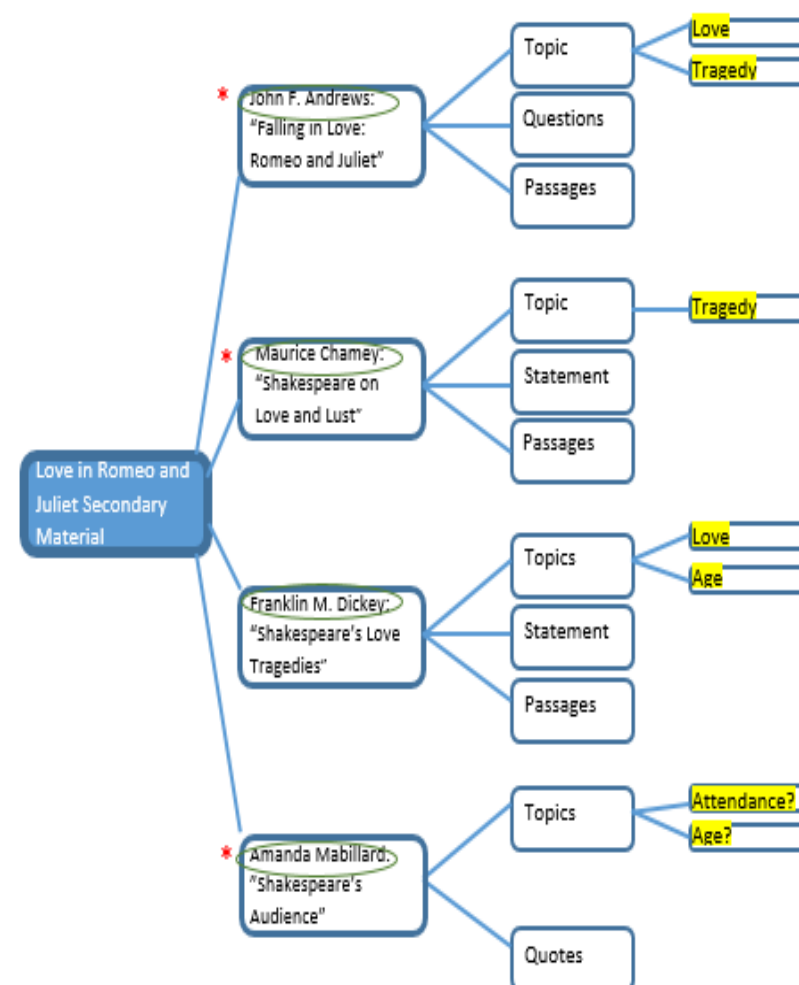 Love in Romeo and
Juliet Secondary
Material
* John F. Andrews:
"Falling in Love:
Romeo and Juliet"
Topic
Love
Tragedy
Questions
Passages
* Maurice Chamey:
"Shakespeare on
Love and Lust"
Topic
Tragedy
Statement
Passages
Franklin M. Dickey:
"Shakespeare's Love
Tragedies"
Topics
Love
Age
Statement
Passages
* Amanda Mabillard:
"Shakespeare's
Audience"
Topics
Attendance?
Age?
Quotes